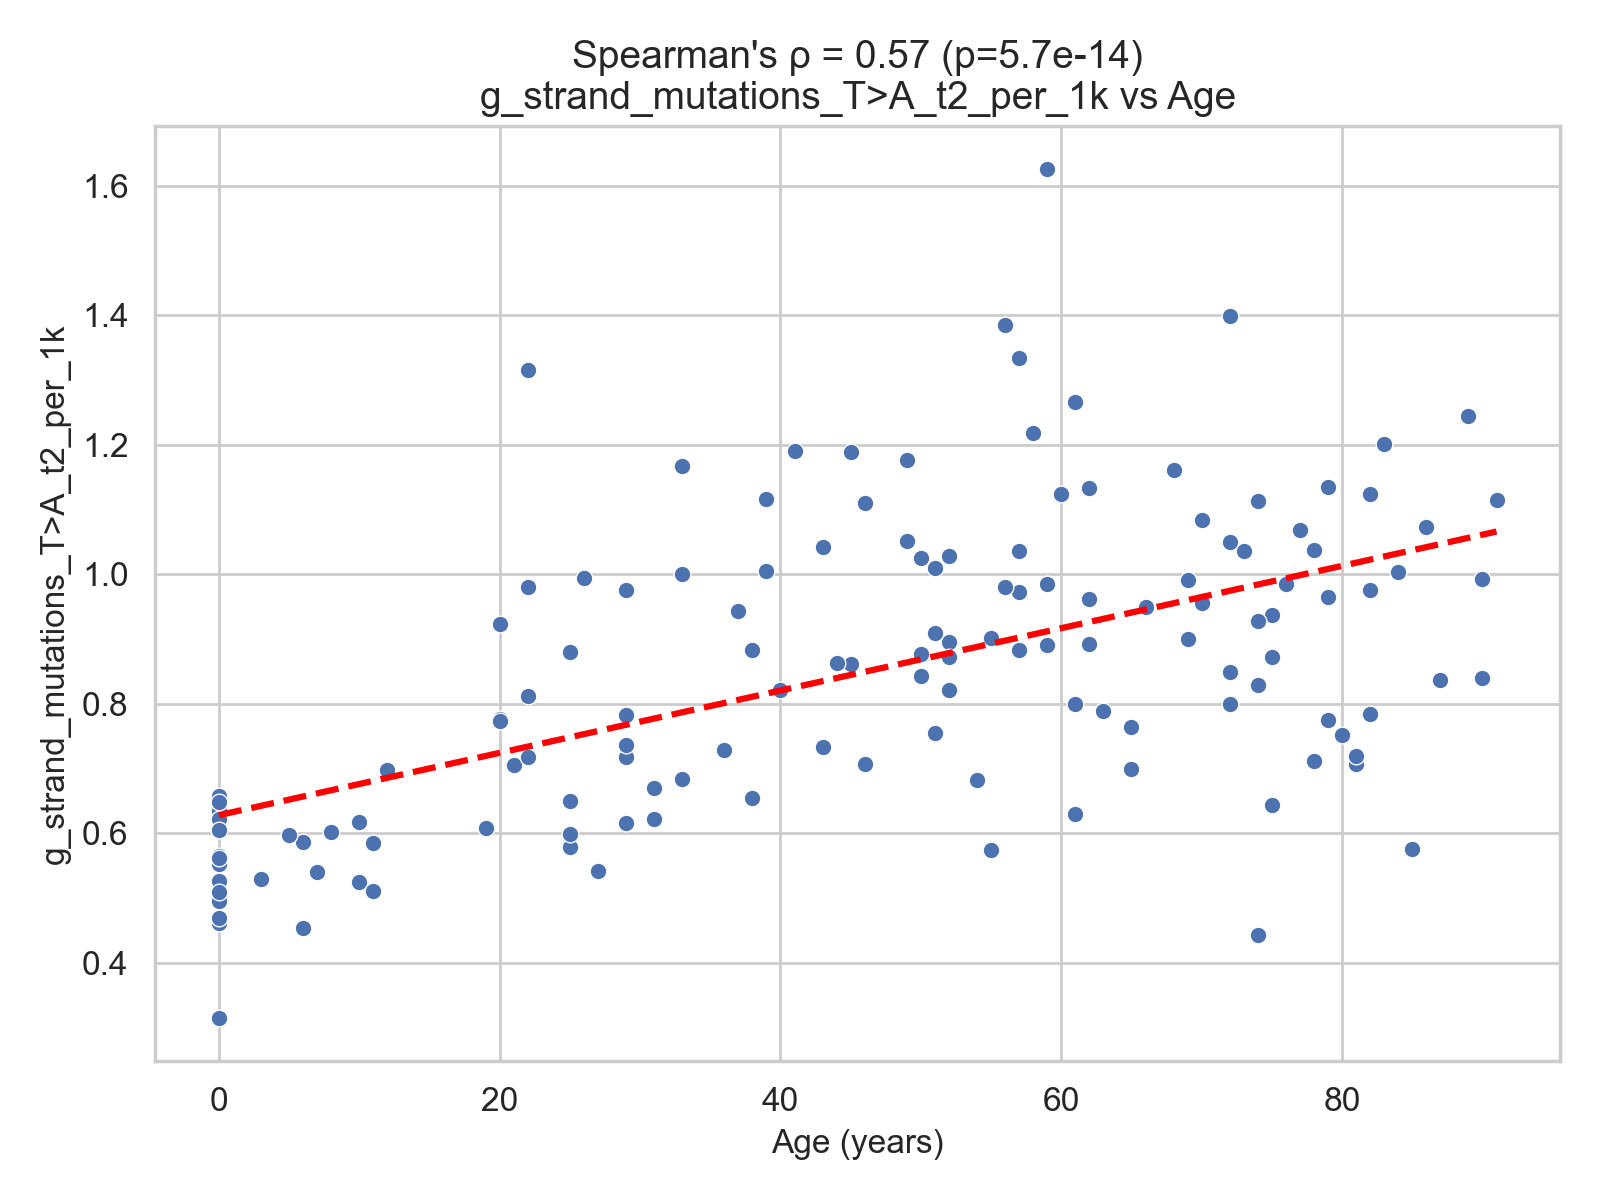 Spearman's ρ = 0.57 (p=5.7e-14)
g_strand_mutations_T>A_t2_per_1k vs Age
g_strand_mutations_T>A_t2_per_1k
1.6
1.4
1.2
1.0
0.8
0.6
0.4
0 20 40 60 80
Age (years)